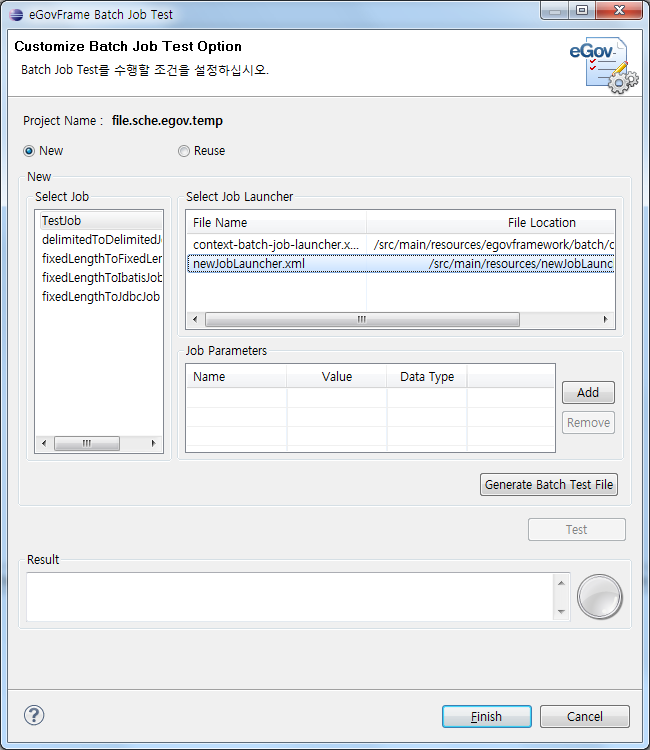 eGovFrame Batch Job Test
Customize Batch Job Test Option
Batch Job Test를 수행할 조건을 설정하십시오.
eGov
Project Name : file.sche.egov.temp
New Reuse
New
Select Job
TestJob
delimitedToDelimitedJ
fixedLengthToFixedLen
fixedLengthToIbatisJob
fixedLengthToJdbcJob
Select Job Launcher
File Name File Location
context-batch-job-launcher.x... /src/main/resources/egovframework/batch/c
newJobLauncher.xml /src/main/resources/newJobLaunc
Job Parameters
Name Value Data Type
Add
Remove
Generate Batch Test File
Test
Result
?
Finish Cancel